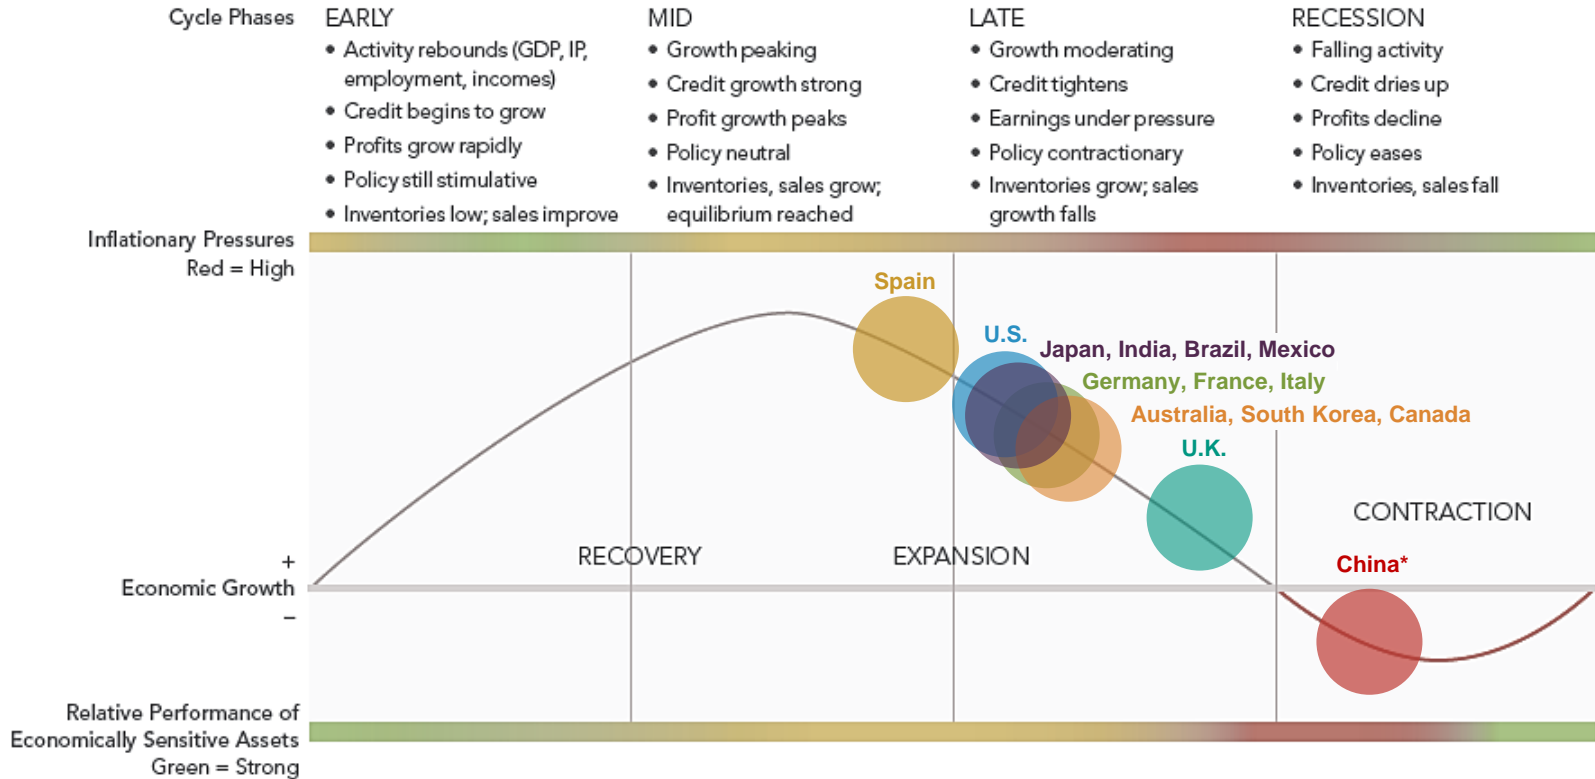 Cycle Phases
EARLY
• Activity rebounds (GDP, IP,
employment, incomes)
• Credit begins to grow
• Profits grow rapidly
• Policy still stimulative
• Inventories low; sales improve
MID
• Growth peaking
• Credit growth strong
• Profit growth peaks
• Policy neutral
• Inventories, sales grow;
equilibrium reached
LATE
• Growth moderating
• Credit tightens
• Earnings under pressure
• Policy contractionary
• Inventories grow; sales
growth falls
RECESSION
• Falling activity
• Credit dries up
• Profits decline
• Policy eases
• Inventories, sales fall
Inflationary Pressures
Red = High
Spain
U.S.
Japan, India, Brazil, Mexico
Germany, France, Italy
Australia, South Korea, Canada
U.K.
CONTRACTION
RECOVERY
EXPANSION
China*
+
Economic Growth
–
Relative Performance of
Economically Sensitive Assets
Green = Strong